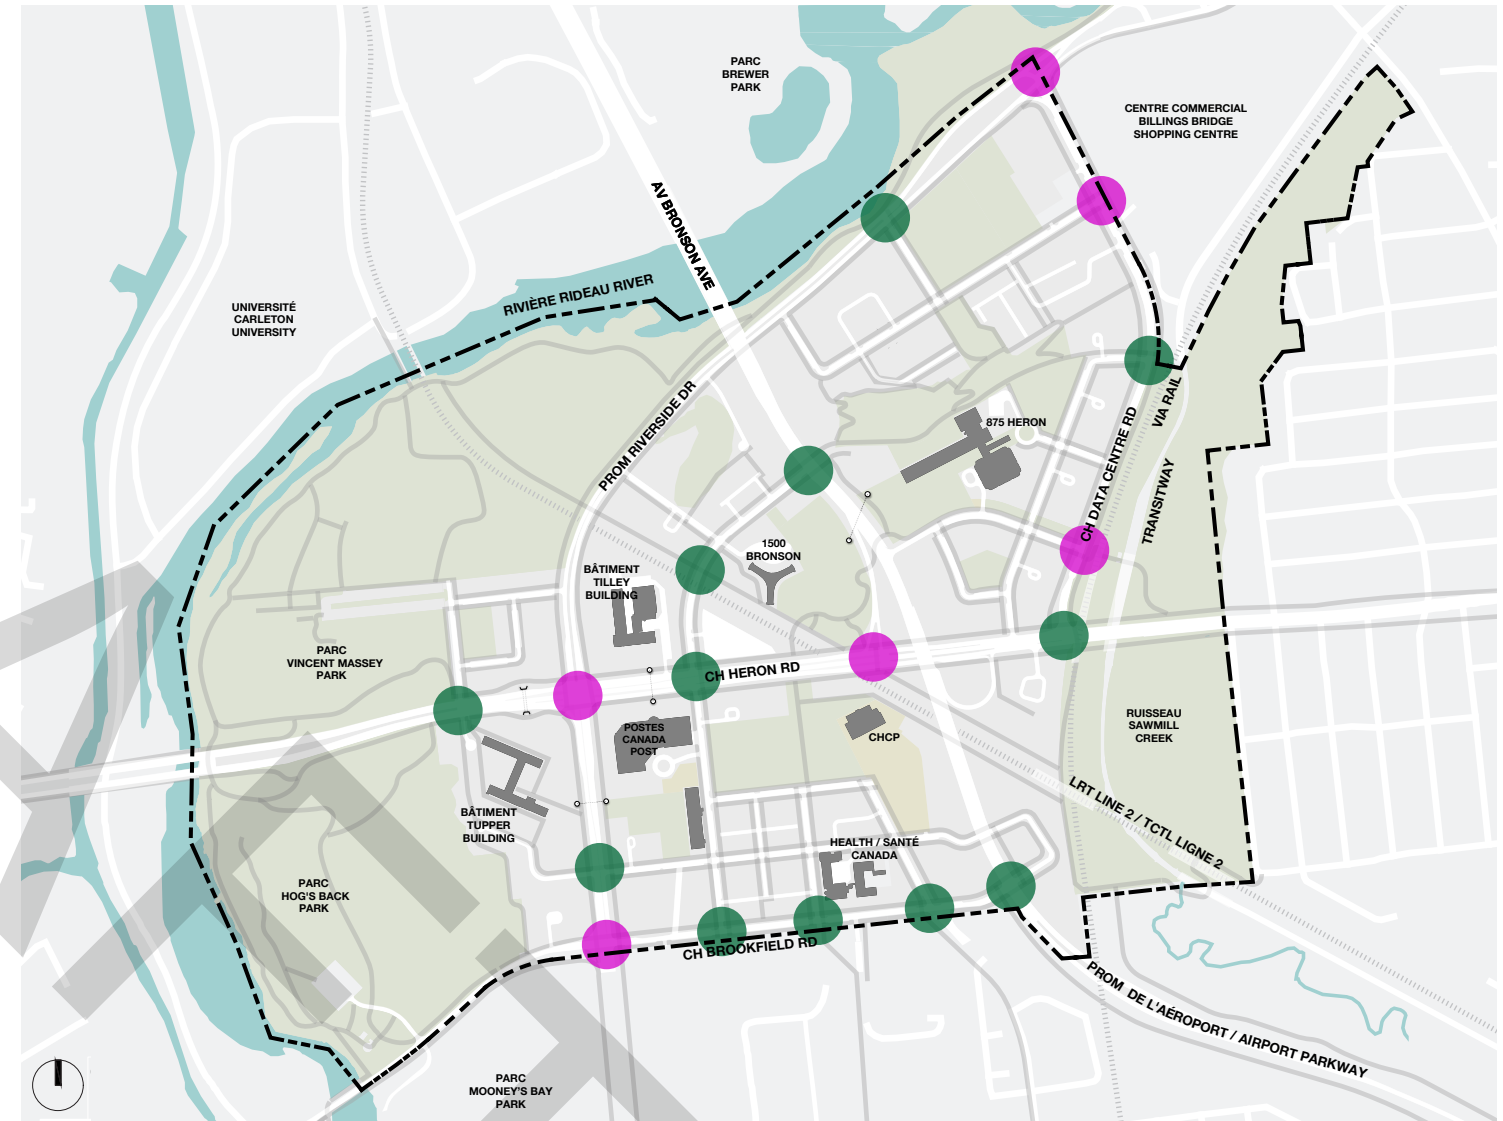 PARC
BREWER
PARK
CENTRE COMMERCIAL
BILLINGS BRIDGE
SHOPPING CENTRE
AV BRONSON AVE
RIVIÈRE RIDEAU RIVER
UNIVERSITÉ
CARLETON
UNIVERSITY
PROM RIVERSIDE DR
875 HERON
VIA RAIL
CH DATA CENTRE RD
TRANSITWAY
1500
BRONSON
BÂTIMENT
TILLEY
BUILDING
PARC
VINCENT MASSEY
PARK
CH HERON RD
POSTES
CANADA
POST
CHCP
RUISSEAU
SAWMILL
CREEK
LRT LINE 2 / TCTL LIGNE 2
BÂTIMENT
TUPPER
BUILDING
HEALTH / SANTÉ
CANADA
PARC
HOG'S BACK
PARK
CH BROOKFIELD RD
PROM DE L'AÉROPORT / AIRPORT PARKWAY
PARC
MOONEY'S BAY
PARK